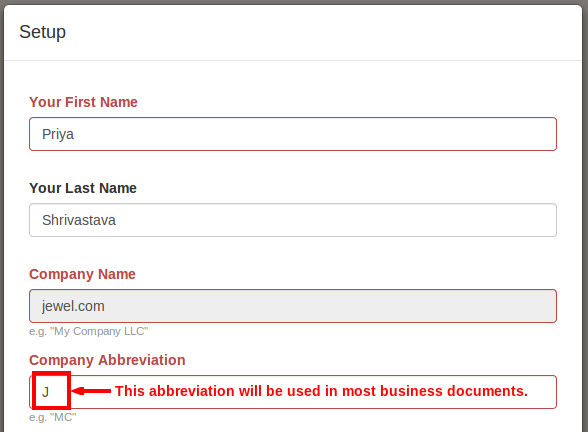 Setup
Your First Name
Priya
Your Last Name
Shrivastava
Company Name
jewel.com
e.g. "My Company LLC"
Company Abbreviation
J This abbreviation will be used in most business documents.
e.g. "MC"